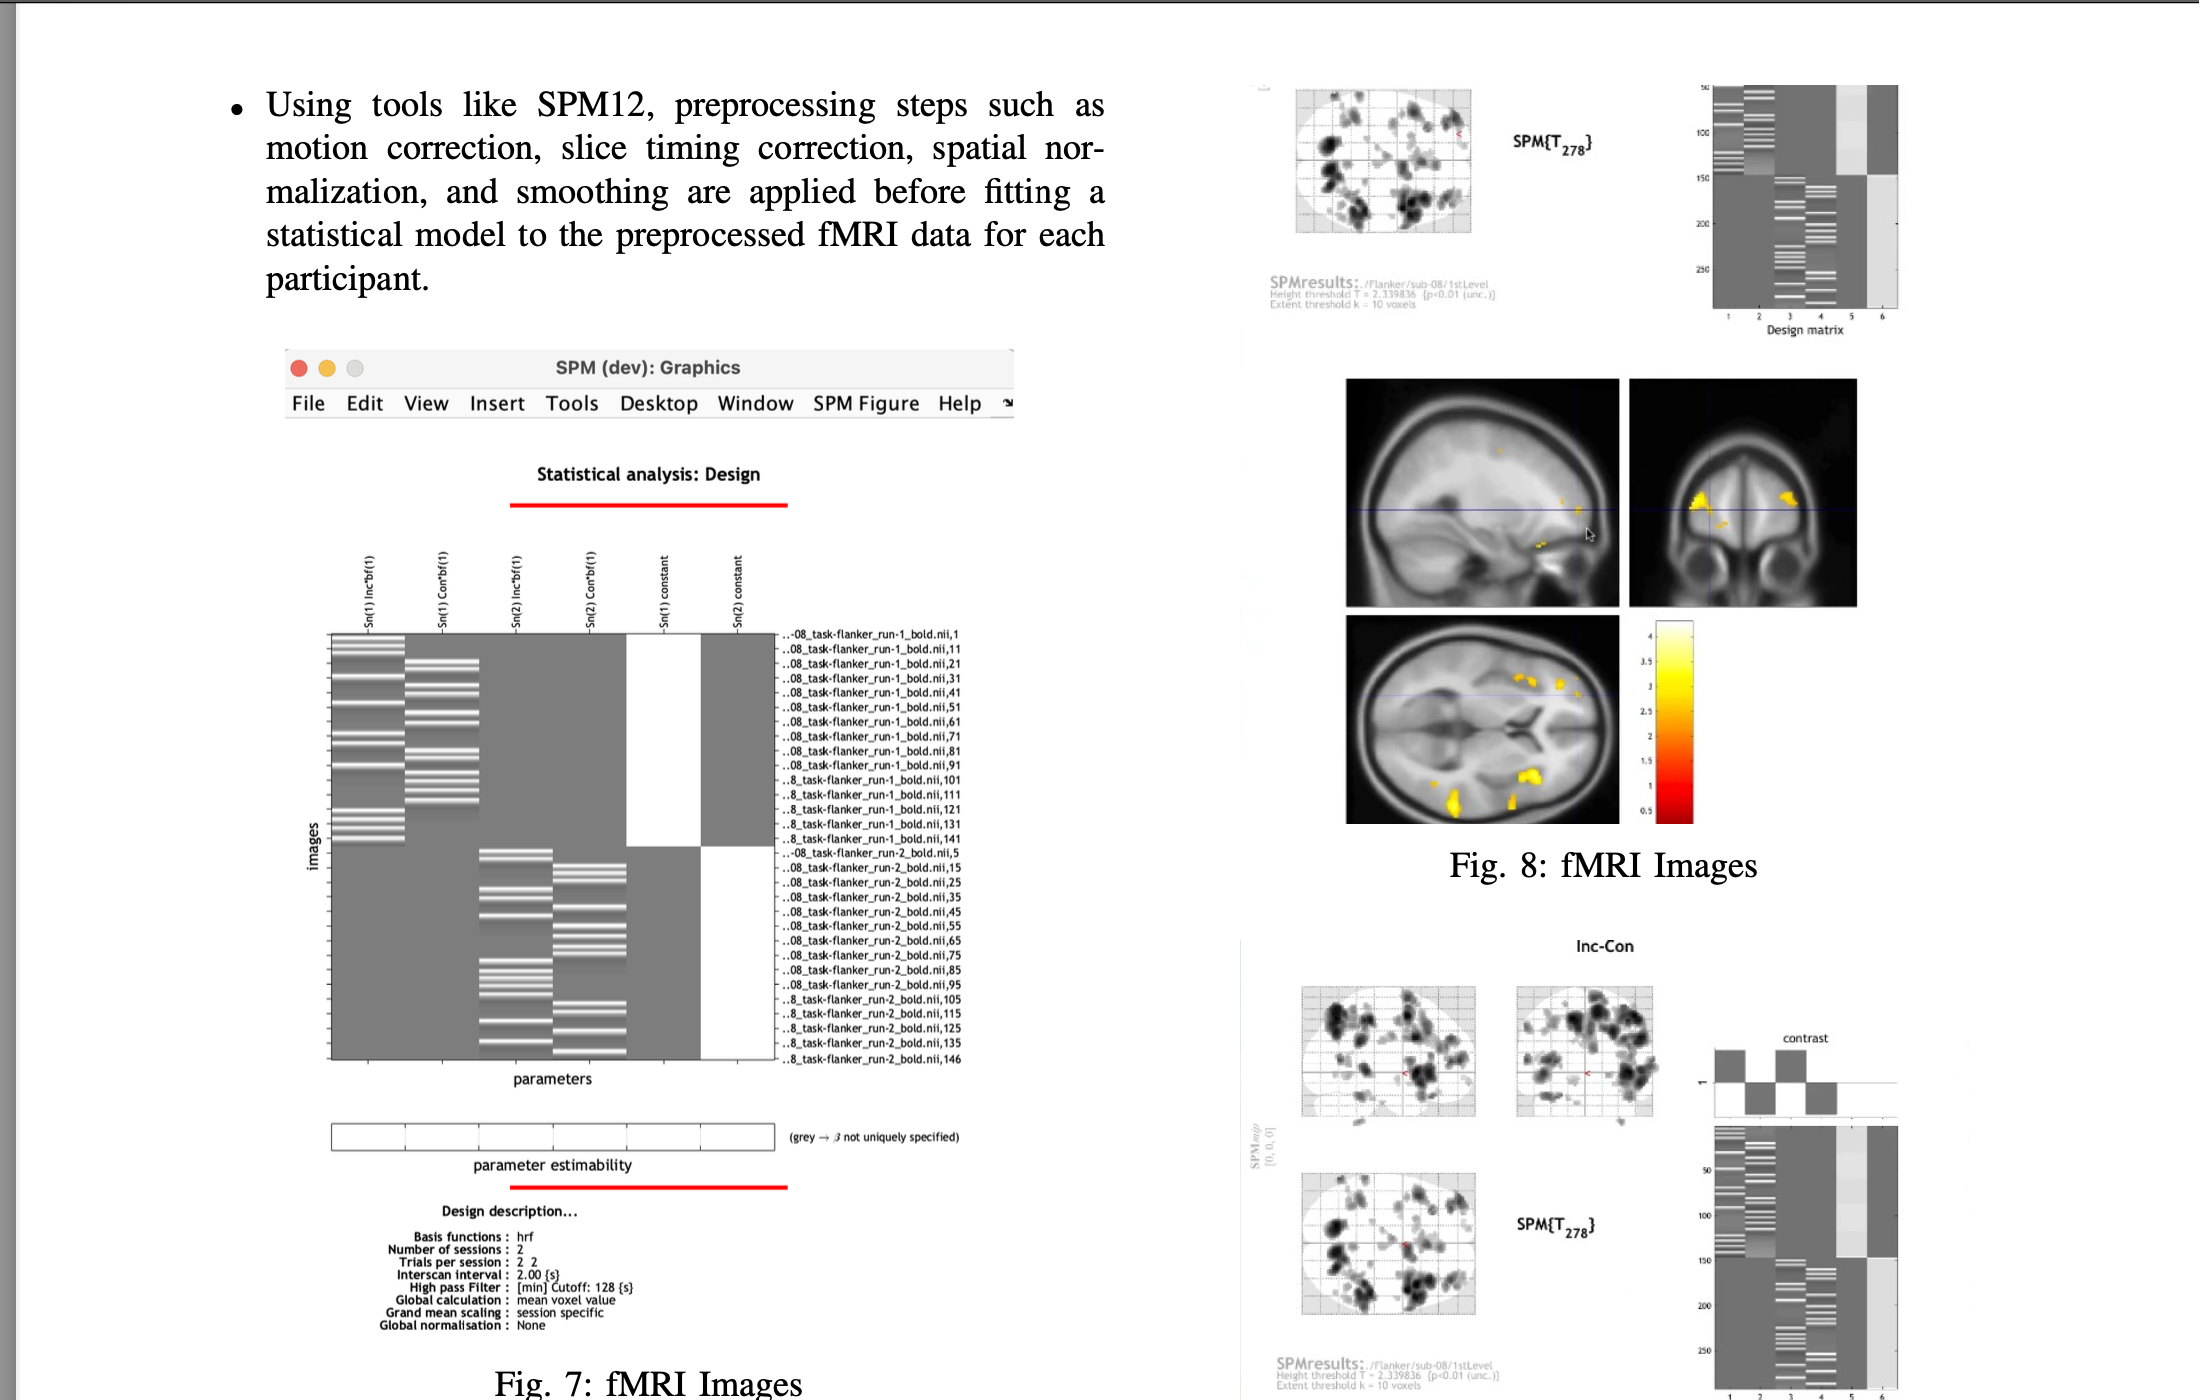 • Using tools like SPM12, preprocessing steps such as
motion correction, slice timing correction, spatial nor-
malization, and smoothing are applied before fitting a
statistical model to the preprocessed fMRI data for each
participant.
SPM (dev): Graphics
File Edit View Insert Tools Desktop Window SPM Figure Help
Statistical analysis: Design
Sn(1) Inc*bf(1)
Sn(1) Con*bf(1)
Sn(2) Inc*bf(1)
Sn(2) Con*bf(1)
Sn(1) constant
Sn(2) constant
images
..-08_task-flanker_run-1_bold.nii,1
..08_task-flanker_run-1_bold.nii,11
..08_task-flanker_run-1_bold.nii,21
..08_task-flanker_run-1_bold.nii,31
..08_task-flanker_run-1_bold.nii,41
..08_task-flanker_run-1_bold.nii,51
..08_task-flanker_run-1_bold.nii,61
..08_task-flanker_run-1_bold.nii,71
..08_task-flanker_run-1_bold.nii,81
..08_task-flanker_run-1_bold.nii,91
..8_task-flanker_run-1_bold.nii,101
..8_task-flanker_run-1_bold.nii,111
..8_task-flanker_run-1_bold.nii,121
..8_task-flanker_run-1_bold.nii,131
..8_task-flanker_run-1_bold.nii,141
..-08_task-flanker_run-2_bold.nii,5
..08_task-flanker_run-2_bold.nii,15
..08_task-flanker_run-2_bold.nii,25
..08_task-flanker_run-2_bold.nii,35
..08_task-flanker_run-2_bold.nii,45
..08_task-flanker_run-2_bold.nii,55
..08_task-flanker_run-2_bold.nii,65
..08_task-flanker_run-2_bold.nii,75
..08_task-flanker_run-2_bold.nii,85
..08_task-flanker_run-2_bold.nii,95
..8_task-flanker_run-2_bold.nii,105
..8_task-flanker_run-2_bold.nii,115
..8_task-flanker_run-2_bold.nii,125
..8_task-flanker_run-2_bold.nii,135
..8_task-flanker_run-2_bold.nii,146
parameters
(grey → β not uniquely specified)
parameter estimability
Design description...
Basis functions : hrf
Number of sessions : 2
Trials per session : 2 2
Interscan interval : 2.00 {s}
High pass Filter : [min] Cutoff: 128 {s}
Global calculation : mean voxel value
Grand mean scaling : session specific
Global normalisation : None
Fig. 7: fMRI Images
SPM{T278}
SPMresults: ./Flanker/sub-08/1stLevel
Height threshold T = 2.339836 {p<0.01 (unc.)}
Extent threshold k = 10 voxels
50
100
150
200
250
1 2 3 4 5 6
Design matrix
4
3.5
3
2.5
2
1.5
1
0.5
Fig. 8: fMRI Images
Inc-Con
SPMmip
[0, 0, 0]
SPM{T278}
SPMresults: ./Flanker/sub-08/1stLevel
Height threshold T = 2.339836 {p<0.01 (unc.)}
Extent threshold k = 10 voxels
contrast
1
50
100
150
200
250
1 2 3 4 5 6